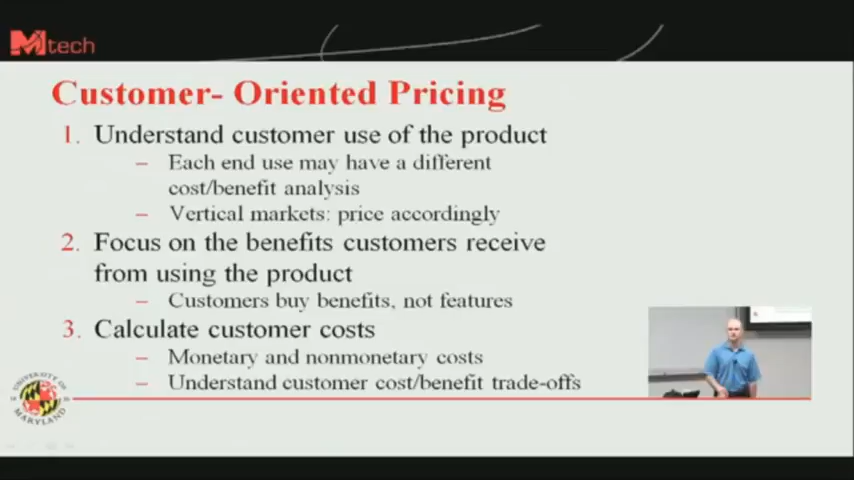 Mtech
Customer- Oriented Pricing
1. Understand customer use of the product
– Each end use may have a different
cost/benefit analysis
– Vertical markets: price accordingly
2. Focus on the benefits customers receive
from using the product
– Customers buy benefits, not features
3. Calculate customer costs
– Monetary and nonmonetary costs
– Understand customer cost/benefit trade-offs
UNIVERSITY OF
MARYLAND